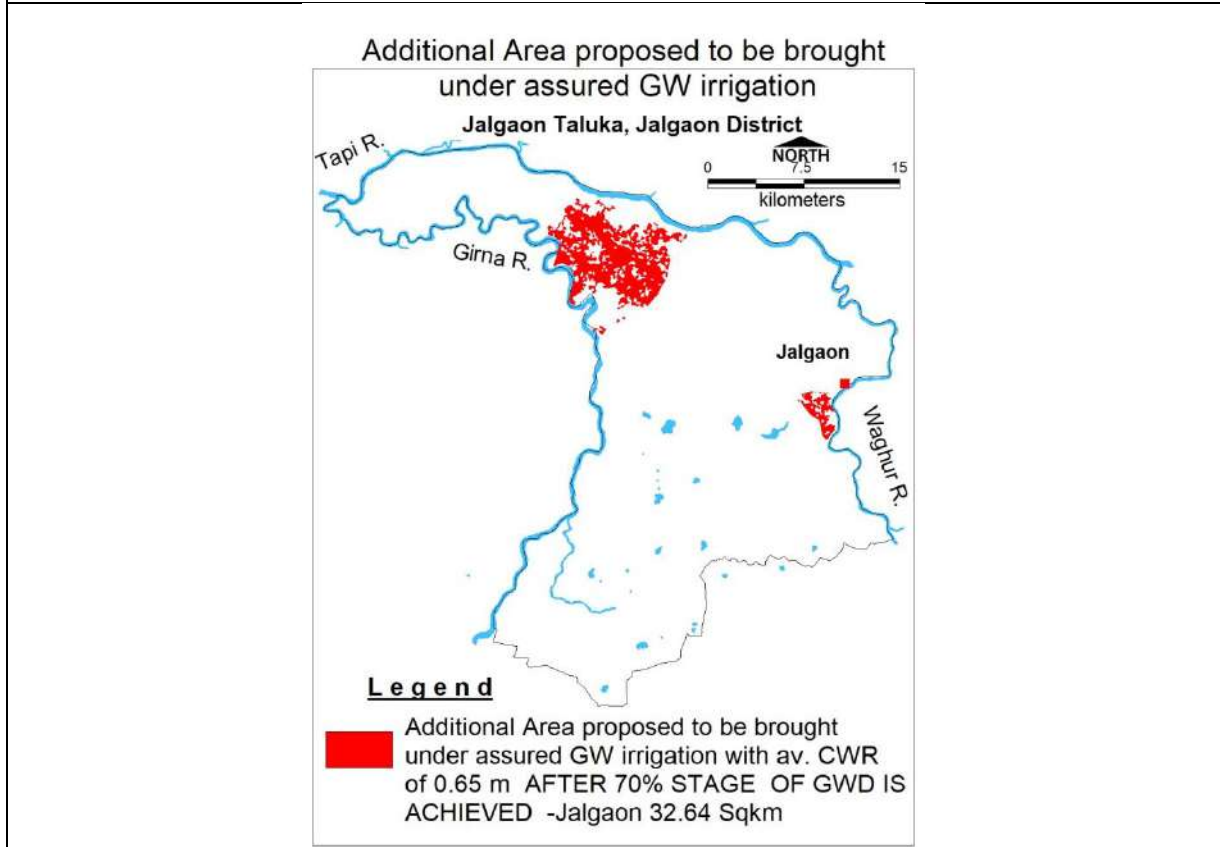 Additional Area proposed to be brought
under assured GW irrigation
Jalgaon Taluka, Jalgaon District
NORTH
0 7.5 15
kilometers
Tapi R.
Girna R.
Jalgaon
Waghur R.
Legend
Additional Area proposed to be brought
under assured GW irrigation with av. CWR
of 0.65 m AFTER 70% STAGE OF GWD IS
ACHIEVED -Jalgaon 32.64 Sqkm